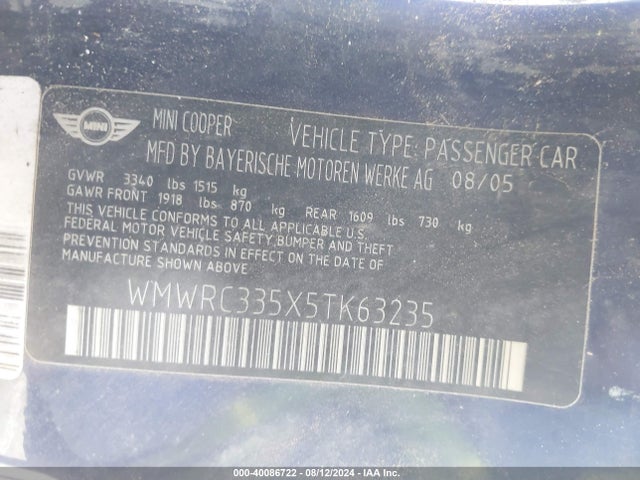 MINI
MINI COOPER VEHICLE TYPE: PASSENGER CAR
MFD BY BAYERISCHE MOTOREN WERKE AG 08/05
GVWR 3340 lbs 1515 kg
GAWR FRONT 1918 lbs 870 kg REAR 1609 lbs 730 kg
THIS VEHICLE CONFORMS TO ALL APPLICABLE U.S.
FEDERAL MOTOR VEHICLE SAFETY,BUMPER AND THEFT
PREVENTION STANDARDS IN EFFECT ON THE DATE OF
MANUFACTURE SHOWN ABOVE
WMWRC335X5TK63235
000-40086722 - 08/12/2024 - IAA Inc.